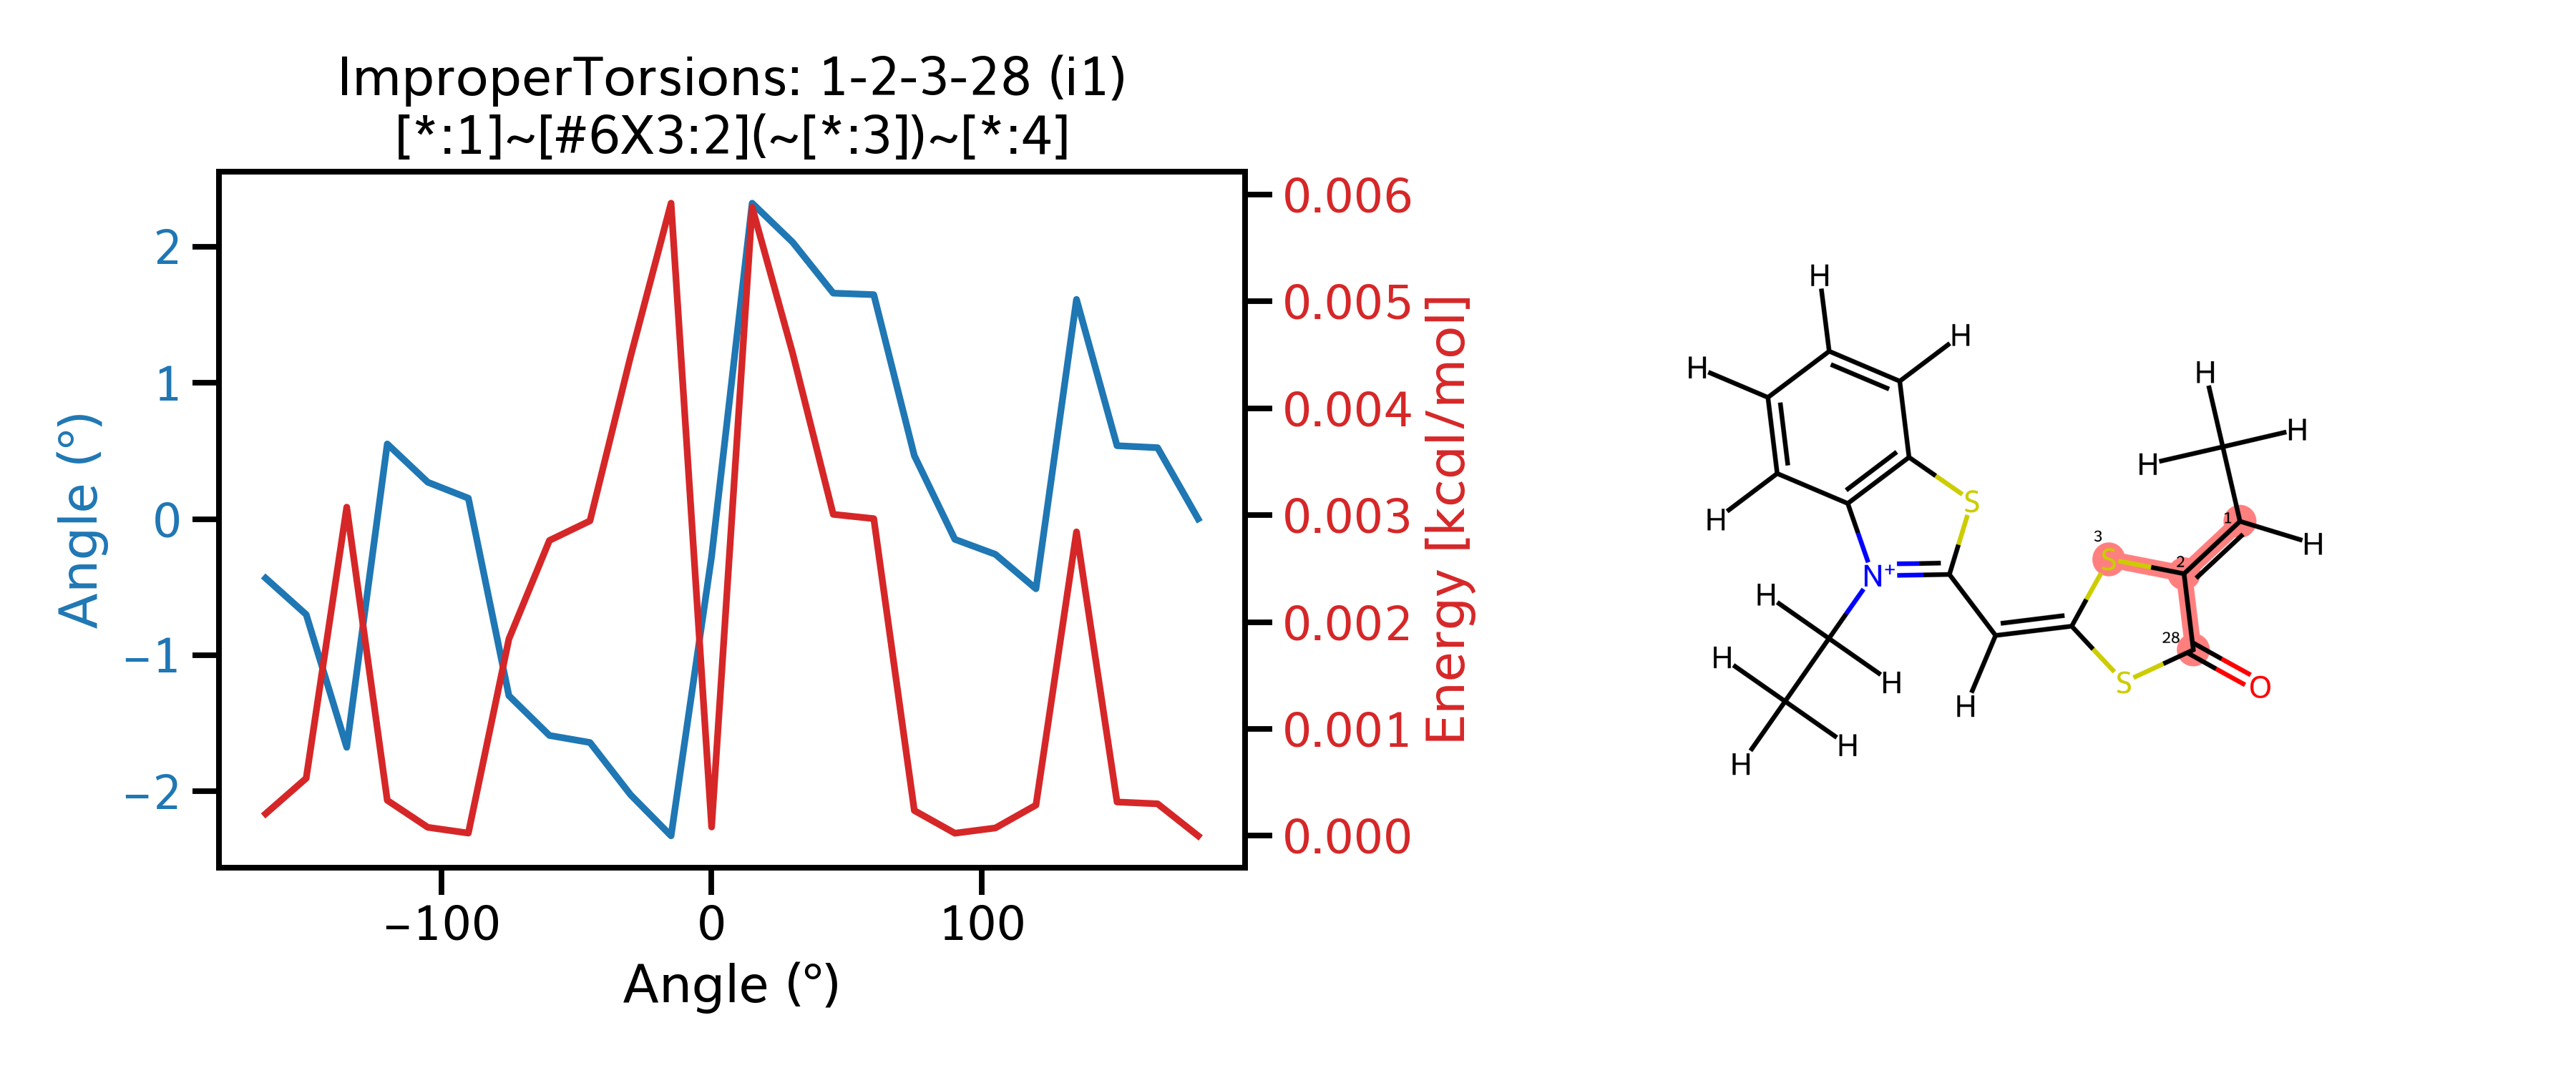 ImproperTorsions: 1-2-3-28 (i1)
[*:1]~[#6X3:2](~[*:3])~[*:4]
Angle (°)
2
1
0
−1
−2
0.006
0.005
0.004
0.003
0.002
0.001
0.000
Energy [kcal/mol]
−100
0
100
Angle (°)
H
H
H
H
H
H
H
S
1
H
3
S
2
H
N+
H
28
H
H
S
O
H
H
H